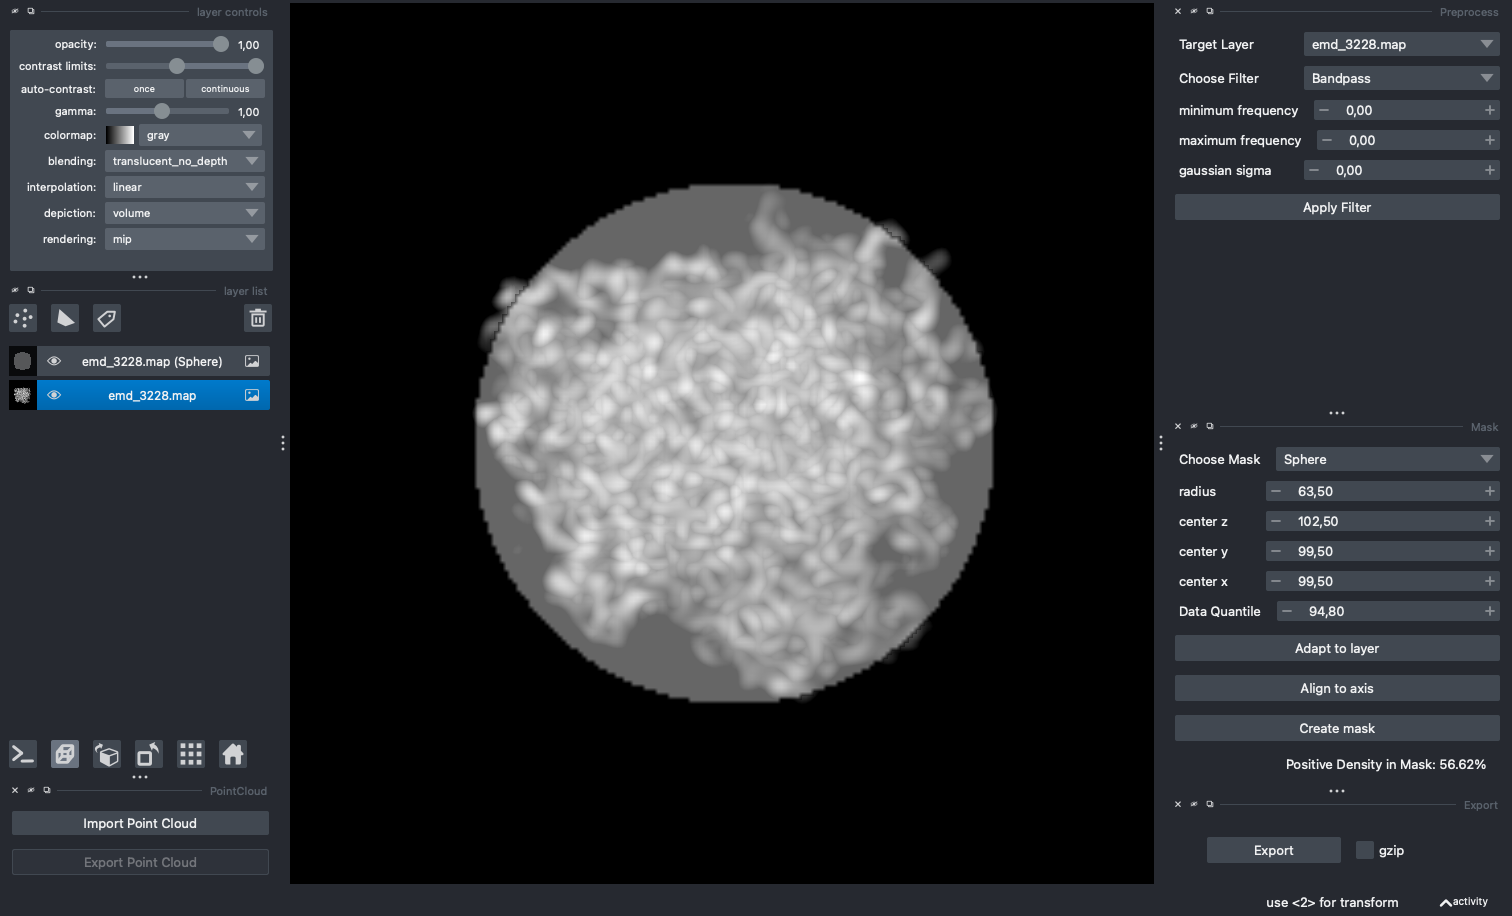 layer controls
opacity: 1,00
contrast limits:
auto-contrast: once continuous
gamma: 1,00
colormap: gray
blending: translucent_no_depth
interpolation: linear
depiction: volume
rendering: mip
layer list
emd_3228.map (Sphere)
emd_3228.map
PointCloud
Import Point Cloud
Export Point Cloud
Preprocess
Target Layer emd_3228.map
Choose Filter Bandpass
minimum frequency − 0,00 +
maximum frequency − 0,00 +
gaussian sigma − 0,00 +
Apply Filter
Mask
Choose Mask Sphere
radius − 63,50 +
center z − 102,50 +
center y − 99,50 +
center x − 99,50 +
Data Quantile − 94,80 +
Adapt to layer
Align to axis
Create mask
Positive Density in Mask: 56.62%
Export
Export gzip
use <2> for transform activity